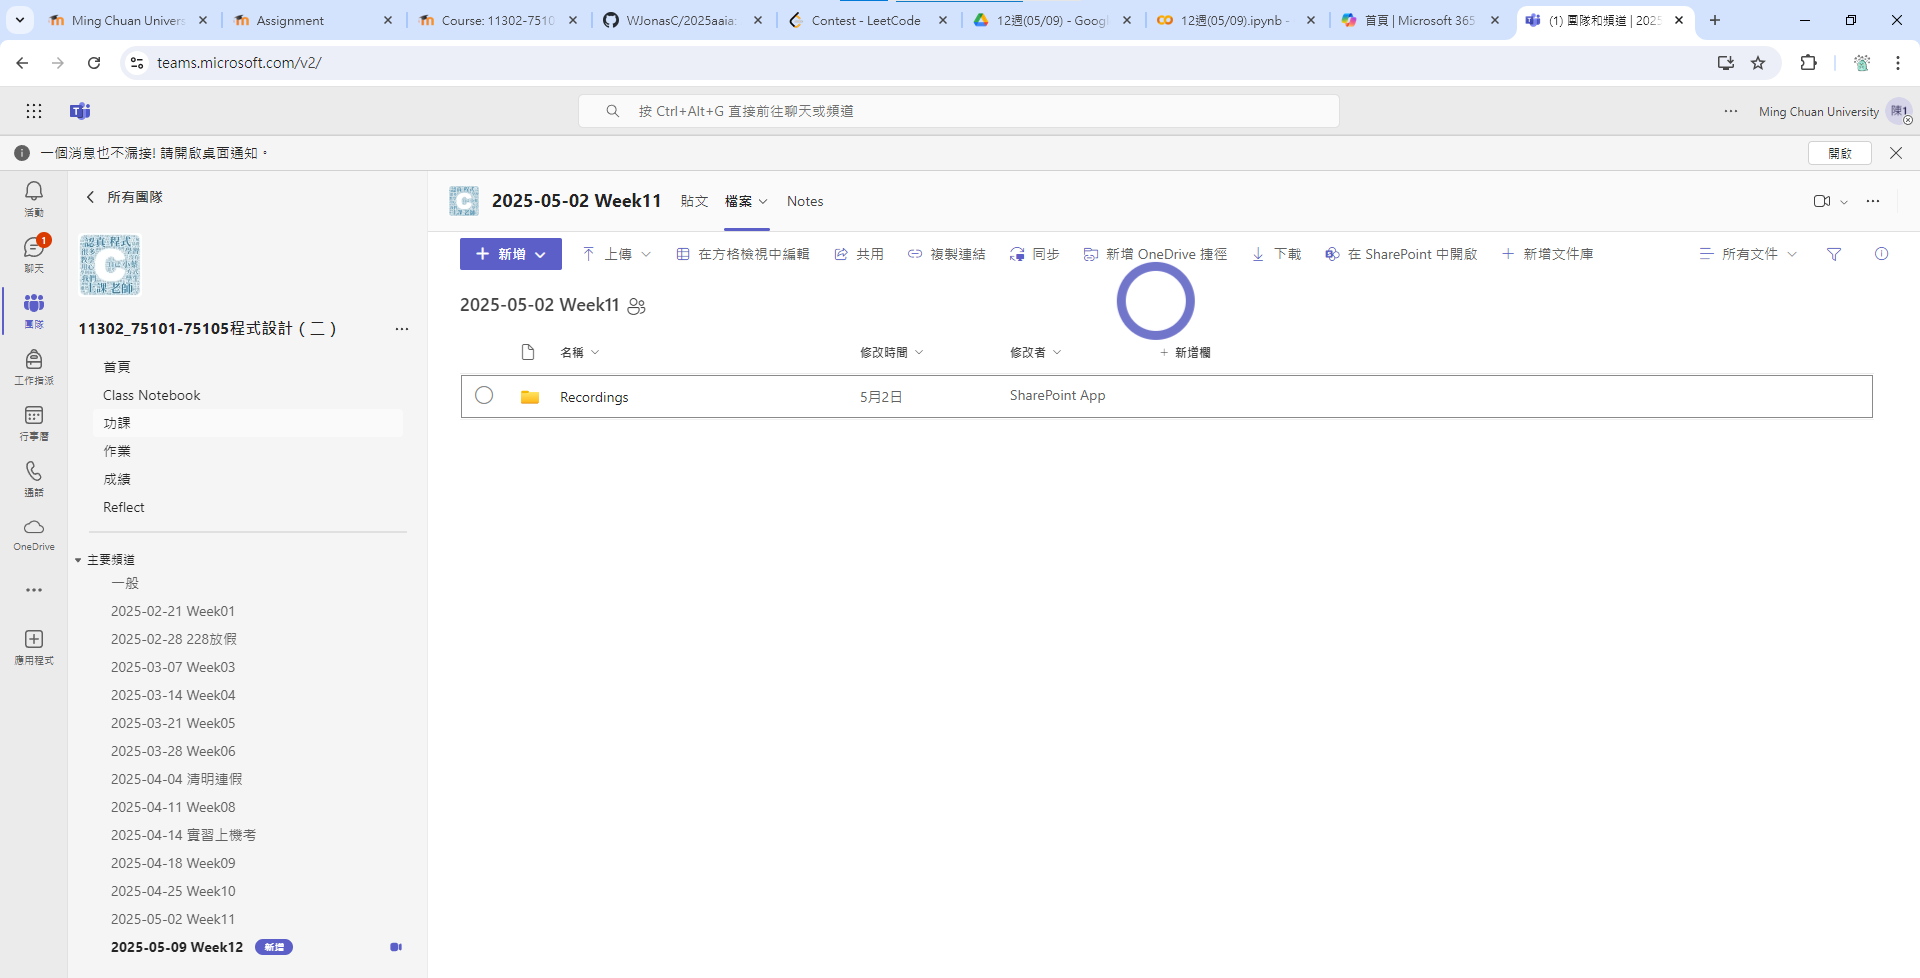 Ming Chuan Univers
Assignment
Course: 11302-7510
WJonasC/2025aaia:
Contest - LeetCode
12週(05/09) - Googl
12週(05/09).ipynb -
首頁 | Microsoft 365
(1) 團隊和頻道 | 2025
teams.microsoft.com/v2/
按 Ctrl+Alt+G 直接前往聊天或頻道
Ming Chuan University
陳1
一個消息也不漏接! 請開啟桌面通知。
開啟
活動
1
聊天
團隊
工作指派
行事曆
通話
OneDrive
應用程式
所有團隊
認真 程式
C
上課 老師
11302_75101-75105程式設計 ( 二 )
首頁
Class Notebook
功課
作業
成績
Reflect
主要頻道
一般
2025-02-21 Week01
2025-02-28 228放假
2025-03-07 Week03
2025-03-14 Week04
2025-03-21 Week05
2025-03-28 Week06
2025-04-04 清明連假
2025-04-11 Week08
2025-04-14 實習上機考
2025-04-18 Week09
2025-04-25 Week10
2025-05-02 Week11
2025-05-09 Week12 新增
2025-05-02 Week11 貼文 檔案 Notes
新增 上傳 在方格檢視中編輯 共用 複製連結 同步 新增 OneDrive 捷徑 下載 在 SharePoint 中開啟 新增文件庫 所有文件
2025-05-02 Week11
名稱 修改時間 修改者 新增欄
Recordings 5月2日 SharePoint App